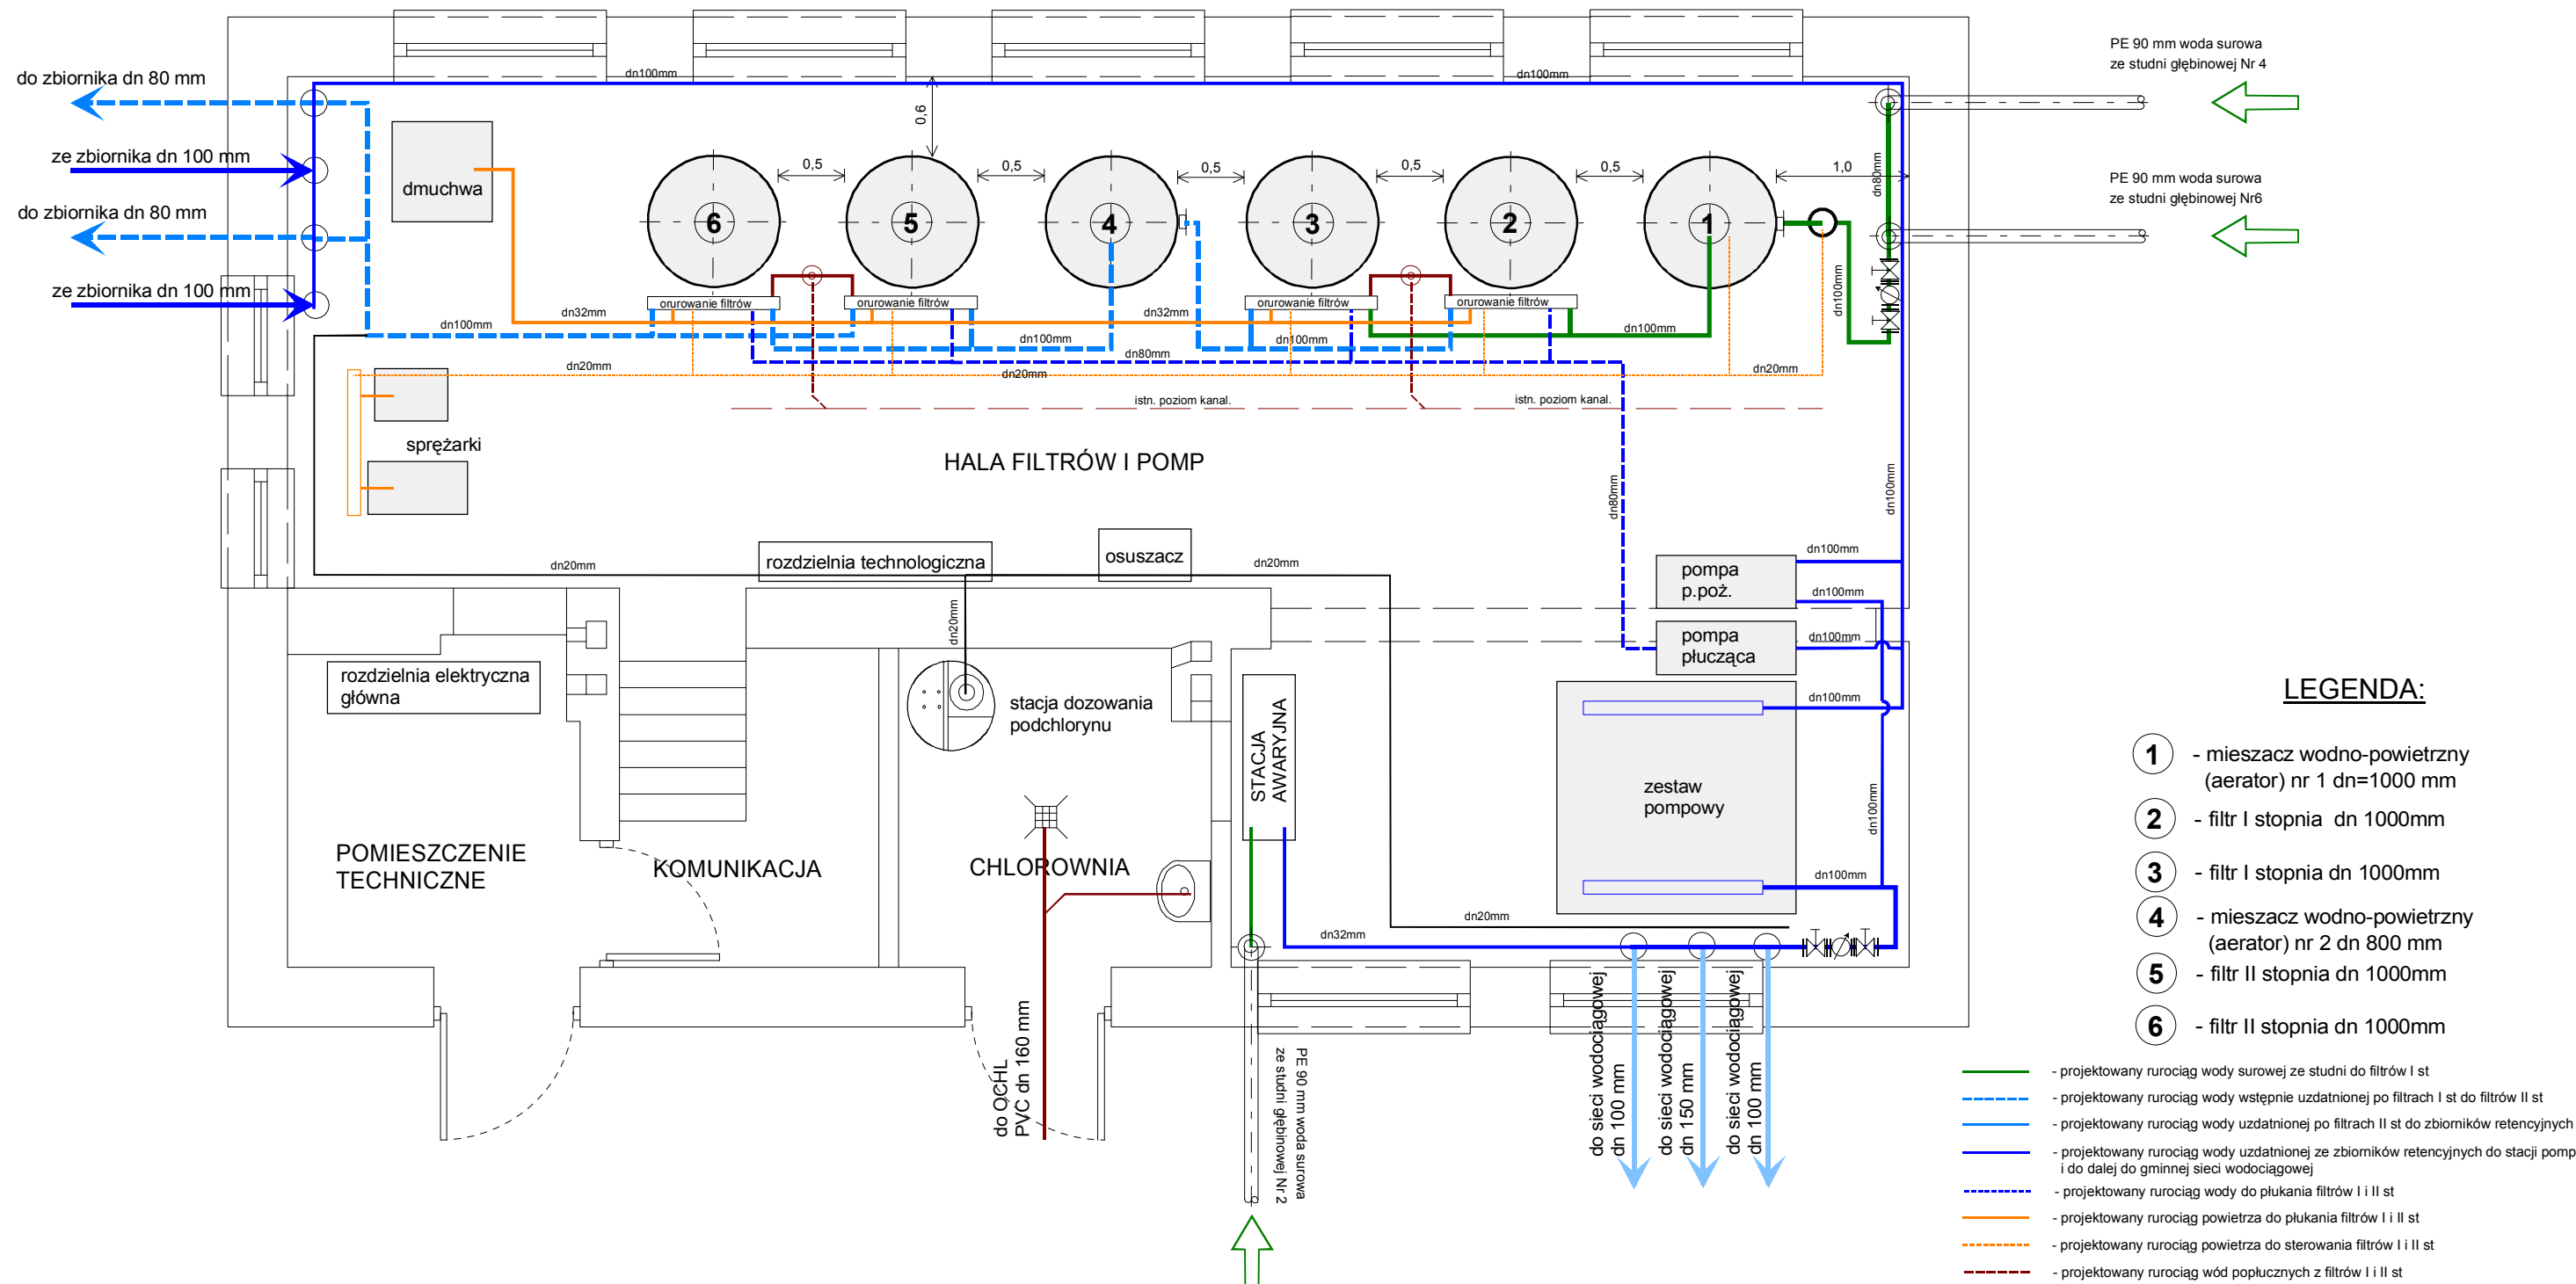 dn100mm
dn100mm
PE 90 mm woda surowa
ze studni głębinowej Nr 4
do zbiornika dn 80 mm
ze zbiornika dn 100 mm
do zbiornika dn 80 mm
ze zbiornika dn 100 mm
dmuchwa
0,6
0,5
0,5
0,5
0,5
0,5
1,0
dn80mm
PE 90 mm woda surowa
ze studni głębinowej Nr6
6
5
4
3
2
1
orurowanie filtrów
orurowanie filtrów
orurowanie filtrów
orurowanie filtrów
dn100mm
dn32mm
dn32mm
dn100mm
dn100mm
dn100mm
dn100mm
dn80mm
dn20mm
dn20mm
dn20mm
istn. poziom kanal.
istn. poziom kanal.
sprężarki
HALA FILTRÓW I POMP
dn80mm
dn100mm
rozdzielnia technologiczna
osuszacz
dn20mm
dn20mm
dn20mm
pompa
p.poż.
dn100mm
dn100mm
pompa
płucząca
dn100mm
dn100mm
rozdzielnia elektryczna
główna
stacja dozowania
podchlorynu
STACJA
AWARYJNA
zestaw
pompowy
dn100mm
dn100mm
POMIESZCZENIE
TECHNICZNE
KOMUNIKACJA
CHLOROWNIA
dn20mm
dn32mm
do OCHL
PVC dn 160 mm
PE 90 mm woda surowa
ze studni głębinowej Nr 2
do sieci wodociągowej
dn 100 mm
do sieci wodociągowej
dn 150 mm
do sieci wodociągowej
dn 100 mm
LEGENDA:
1 - mieszacz wodno-powietrzny
(aerator) nr 1 dn=1000 mm
2 - filtr I stopnia dn 1000mm
3 - filtr I stopnia dn 1000mm
4 - mieszacz wodno-powietrzny
(aerator) nr 2 dn 800 mm
5 - filtr II stopnia dn 1000mm
6 - filtr II stopnia dn 1000mm
- projektowany rurociąg wody surowej ze studni do filtrów I st
- projektowany rurociąg wody wstępnie uzdatnionej po filtrach I st do filtrów II st
- projektowany rurociąg wody uzdatnionej po filtrach II st do zbiorników retencyjnych
- projektowany rurociąg wody uzdatnionej ze zbiorników retencyjnych do stacji pomp
i do dalej do gminnej sieci wodociągowej
- projektowany rurociąg wody do płukania filtrów I i II st
- projektowany rurociąg powietrza do płukania filtrów I i II st
- projektowany rurociąg powietrza do sterowania filtrów I i II st
- projektowany rurociąg wód popłucznych z filtrów I i II st